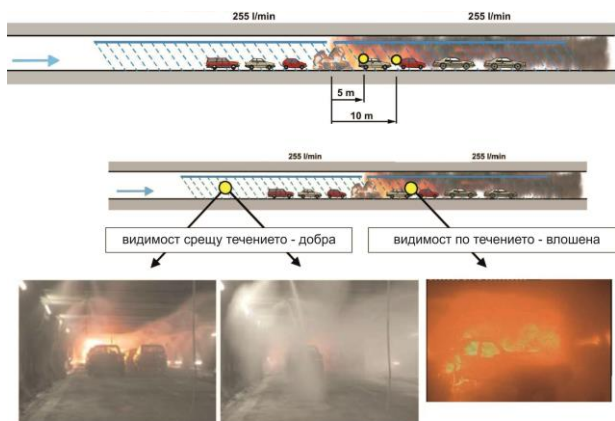 255 l/min 255 l/min
5 m
10 m
255 l/min 255 l/min
видимост срещу течението - добра видимост по течението - влошена